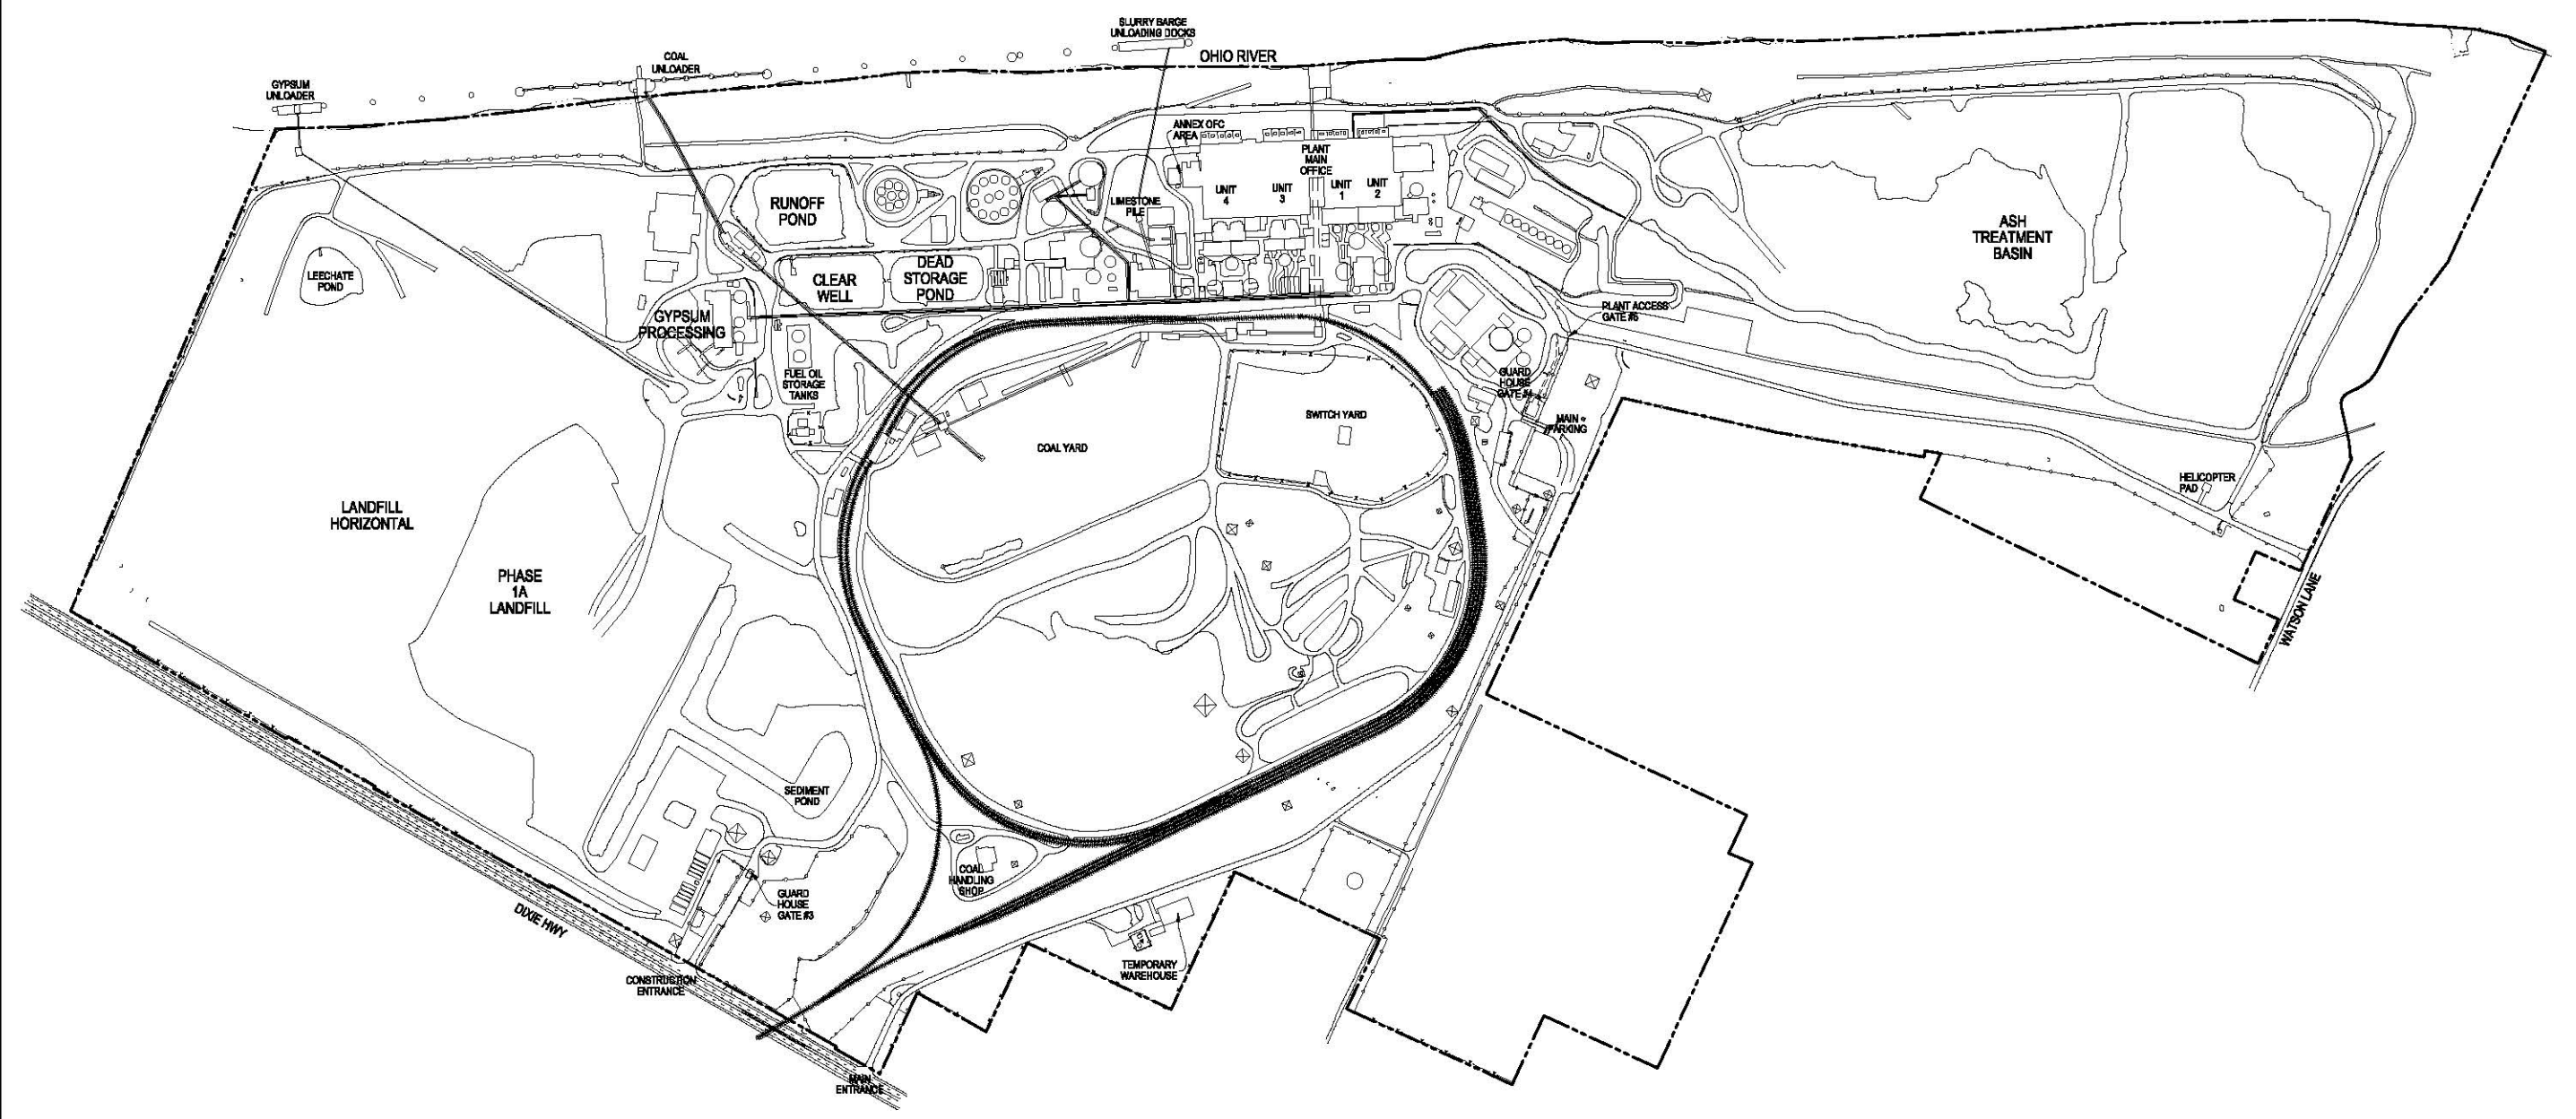 SLURRY BARGE
UNLOADING DOCKS
OHIO RIVER
COAL
UNLOADER
GYPSUM
UNLOADER
ANNEX OFC
AREA
PLANT
MAIN
OFFICE
UNIT
4
UNIT
3
UNIT
1
UNIT
2
RUNOFF
POND
LIMESTONE
PILE
ASH
TREATMENT
BASIN
LEECHATE
POND
CLEAR
WELL
DEAD
STORAGE
POND
GYPSUM
PROCESSING
PLANT ACCESS
GATE #5
FUEL OIL
STORAGE
TANKS
GUARD
HOUSE
GATE #4
MAIN
PARKING
SWITCH YARD
COAL YARD
HELICOPTER
PAD
LANDFILL
HORIZONTAL
PHASE
1A
LANDFILL
WATSON LANE
SEDIMENT
POND
COAL
HANDLING
SHOP
GUARD
HOUSE
GATE #3
DIXIE HWY
TEMPORARY
WAREHOUSE
CONSTRUCTION
ENTRANCE
MAIN
ENTRANCE